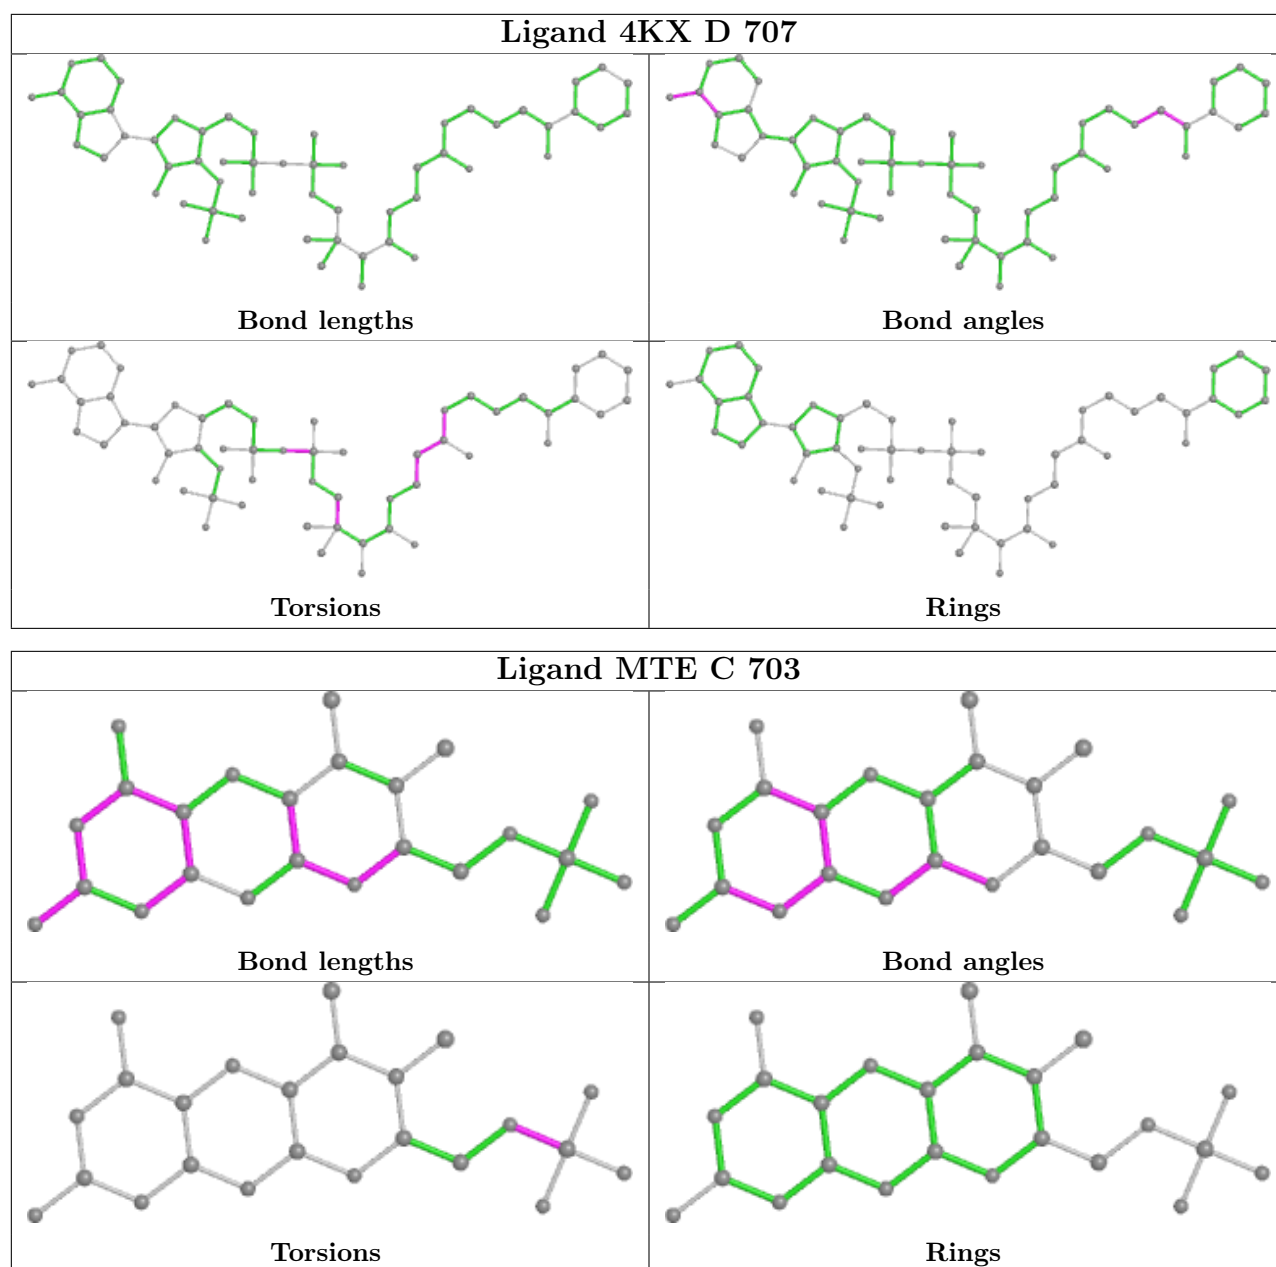 Ligand 4KX D 707
Bond lengths
Bond angles
Torsions
Rings
Ligand MTE C 703
Bond lengths
Bond angles
Torsions
Rings